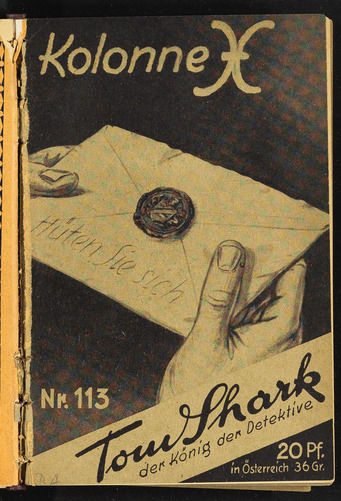 Kolonne X
Hüten Sie sich
Nr. 113
Tom Shark
der König der Detektive
20 Pf.
in Österreich 36 Gr.